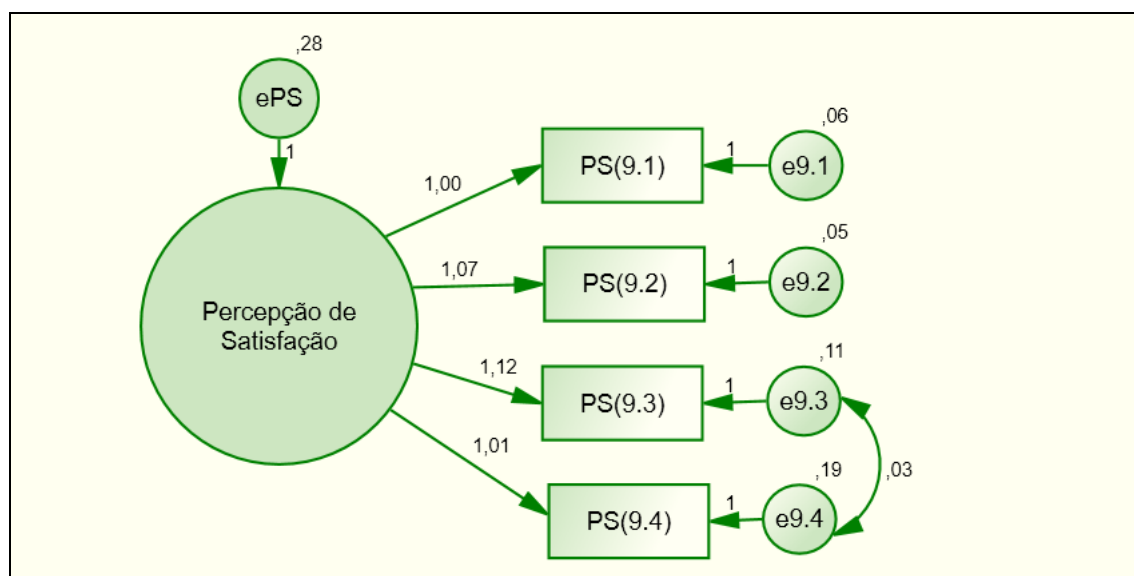 ,28
ePS
1
Percepção de
Satisfação
1,00
PS(9.1)
1
e9.1
,06
1,07
PS(9.2)
1
e9.2
,05
1,12
PS(9.3)
1
e9.3
,11
1,01
PS(9.4)
1
e9.4
,19
,03